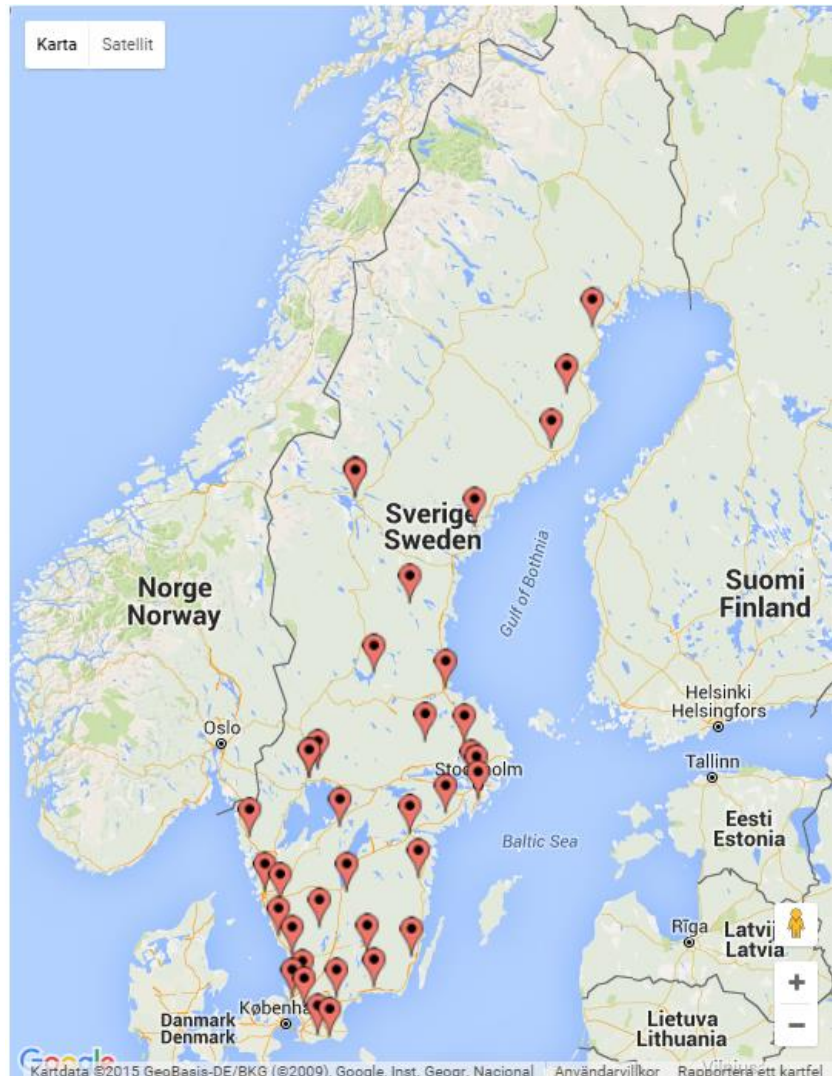 Karta Satellit
Sverige
Sweden
Norge
Norway
Gulf of Bothnia
Suomi
Finland
Helsinki
Helsingfors
Oslo
Tallinn
Stockholm
Eesti
Estonia
Baltic Sea
Rīga
Latvija
Latvia
Københa
Danmark
Denmark
Lietuva
Lithuania
+
−
Google
Kartdata ©2015 GeoBasis-DE/BKG (©2009), Google, Inst. Geogr. Nacional Användarvillkor Rapportera ett kartfel